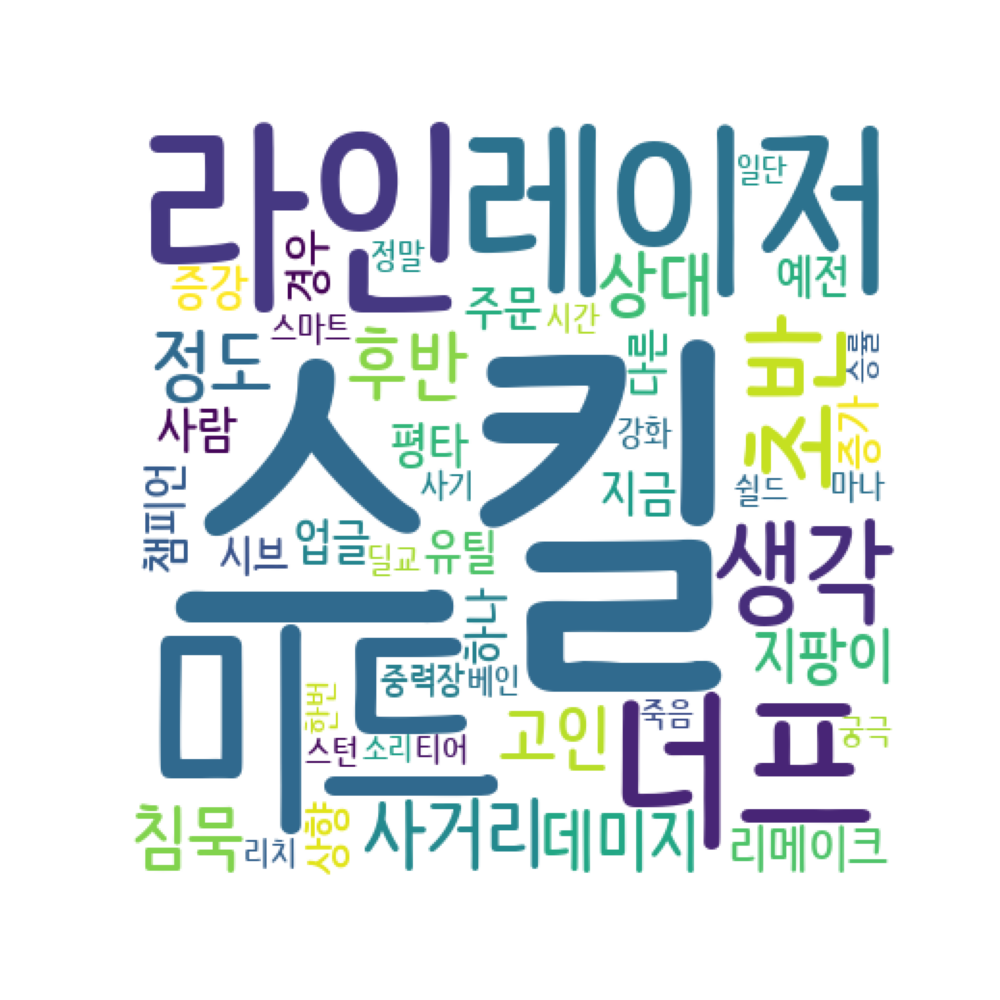 라인
레이저
일단
경우
정말
증강
스마트
주문
시간
상대
예전
정도
후반
다른
초반
승률
사람
스킬
평타
강화
증가
챔피언
시브
업글
사기
딜교
유틸
지금
쉴드
마나
생각
미드
하나
중력장
베인
지팡이
한번
스턴
소리
티어
고인
죽음
너프
궁극
침묵
리치
상향
사거리
데미지
리메이크